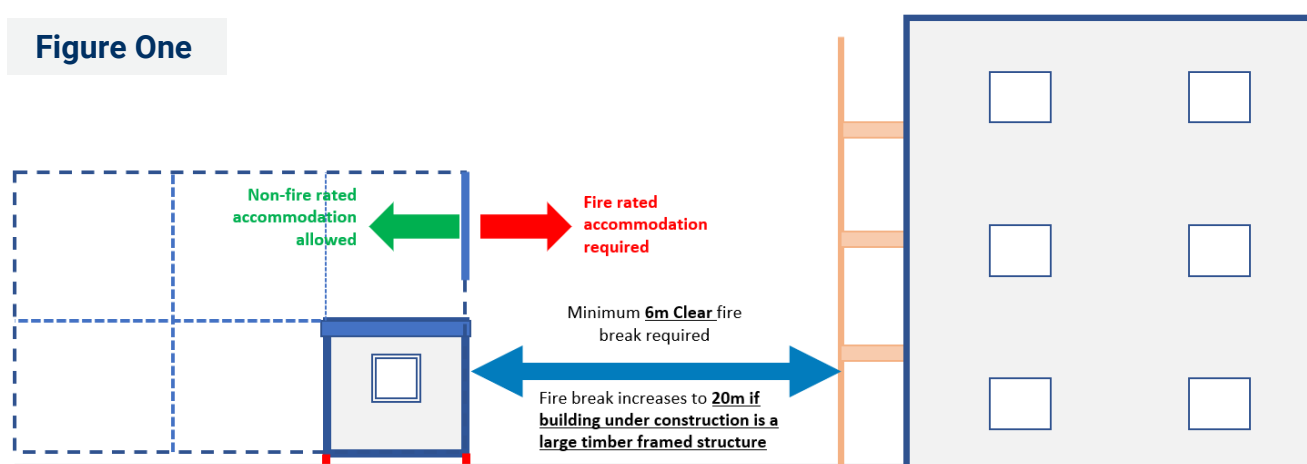 Figure One
Non-fire rated
accommodation
allowed
Fire rated
accommodation
required
Minimum 6m Clear fire
break required
Fire break increases to 20m if
building under construction is a
large timber framed structure